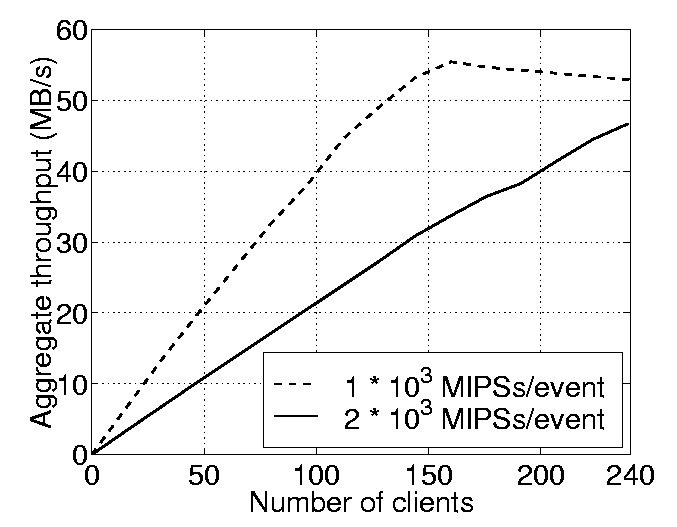 Aggregate throughput (MB/s)
60
50
40
30
20
10
0
1 * 10³ MIPSs/event
2 * 10³ MIPSs/event
0 50 100 150 200 240
Number of clients